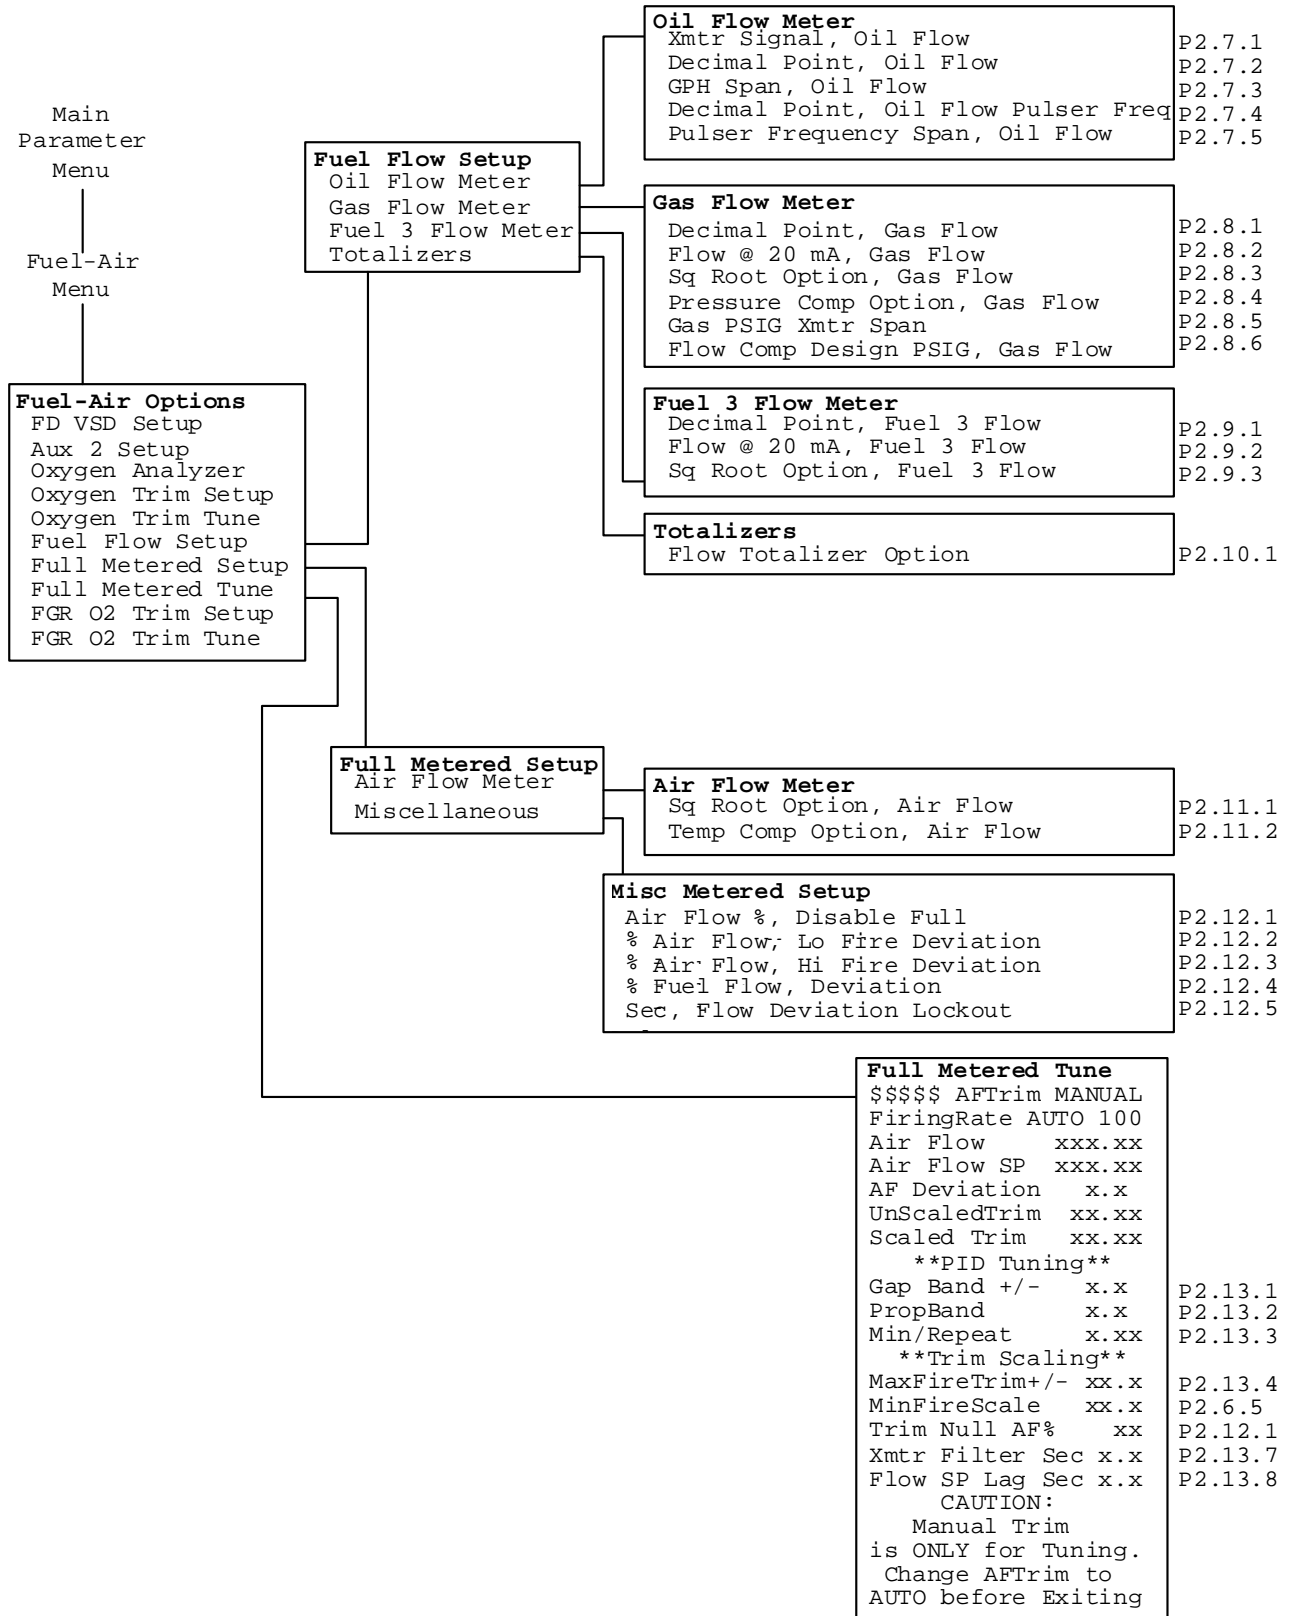 Main
Parameter
Menu
Fuel-Air
Menu
Fuel-Air Options
FD VSD Setup
Aux 2 Setup
Oxygen Analyzer
Oxygen Trim Setup
Oxygen Trim Tune
Fuel Flow Setup
Full Metered Setup
Full Metered Tune
FGR O2 Trim Setup
FGR O2 Trim Tune
Fuel Flow Setup
Oil Flow Meter
Gas Flow Meter
Fuel 3 Flow Meter
Totalizers
Oil Flow Meter
Xmtr Signal, Oil Flow P2.7.1
Decimal Point, Oil Flow P2.7.2
GPH Span, Oil Flow P2.7.3
Decimal Point, Oil Flow Pulser Freq P2.7.4
Pulser Frequency Span, Oil Flow P2.7.5
Gas Flow Meter
Decimal Point, Gas Flow P2.8.1
Flow @ 20 mA, Gas Flow P2.8.2
Sq Root Option, Gas Flow P2.8.3
Pressure Comp Option, Gas Flow P2.8.4
Gas PSIG Xmtr Span P2.8.5
Flow Comp Design PSIG, Gas Flow P2.8.6
Fuel 3 Flow Meter
Decimal Point, Fuel 3 Flow P2.9.1
Flow @ 20 mA, Fuel 3 Flow P2.9.2
Sq Root Option, Fuel 3 Flow P2.9.3
Totalizers
Flow Totalizer Option P2.10.1
Full Metered Setup
Air Flow Meter
Miscellaneous
Air Flow Meter
Sq Root Option, Air Flow P2.11.1
Temp Comp Option, Air Flow P2.11.2
Misc Metered Setup
Air Flow %, Disable Full P2.12.1
% Air Flow, Lo Fire Deviation P2.12.2
% Air Flow, Hi Fire Deviation P2.12.3
% Fuel Flow, Deviation P2.12.4
Sec, Flow Deviation Lockout P2.12.5
Full Metered Tune
$$$$$ AFTrim MANUAL
FiringRate AUTO 100
Air Flow xxx.xx
Air Flow SP xxx.xx
AF Deviation x.x
UnScaledTrim xx.xx
Scaled Trim xx.xx
**PID Tuning**
Gap Band +/- x.x P2.13.1
PropBand x.x P2.13.2
Min/Repeat x.xx P2.13.3
**Trim Scaling**
MaxFireTrim+/- xx.x P2.13.4
MinFireScale xx.x P2.6.5
Trim Null AF% xx P2.12.1
Xmtr Filter Sec x.x P2.13.7
Flow SP Lag Sec x.x P2.13.8
CAUTION:
Manual Trim
is ONLY for Tuning.
Change AFTrim to
AUTO before Exiting